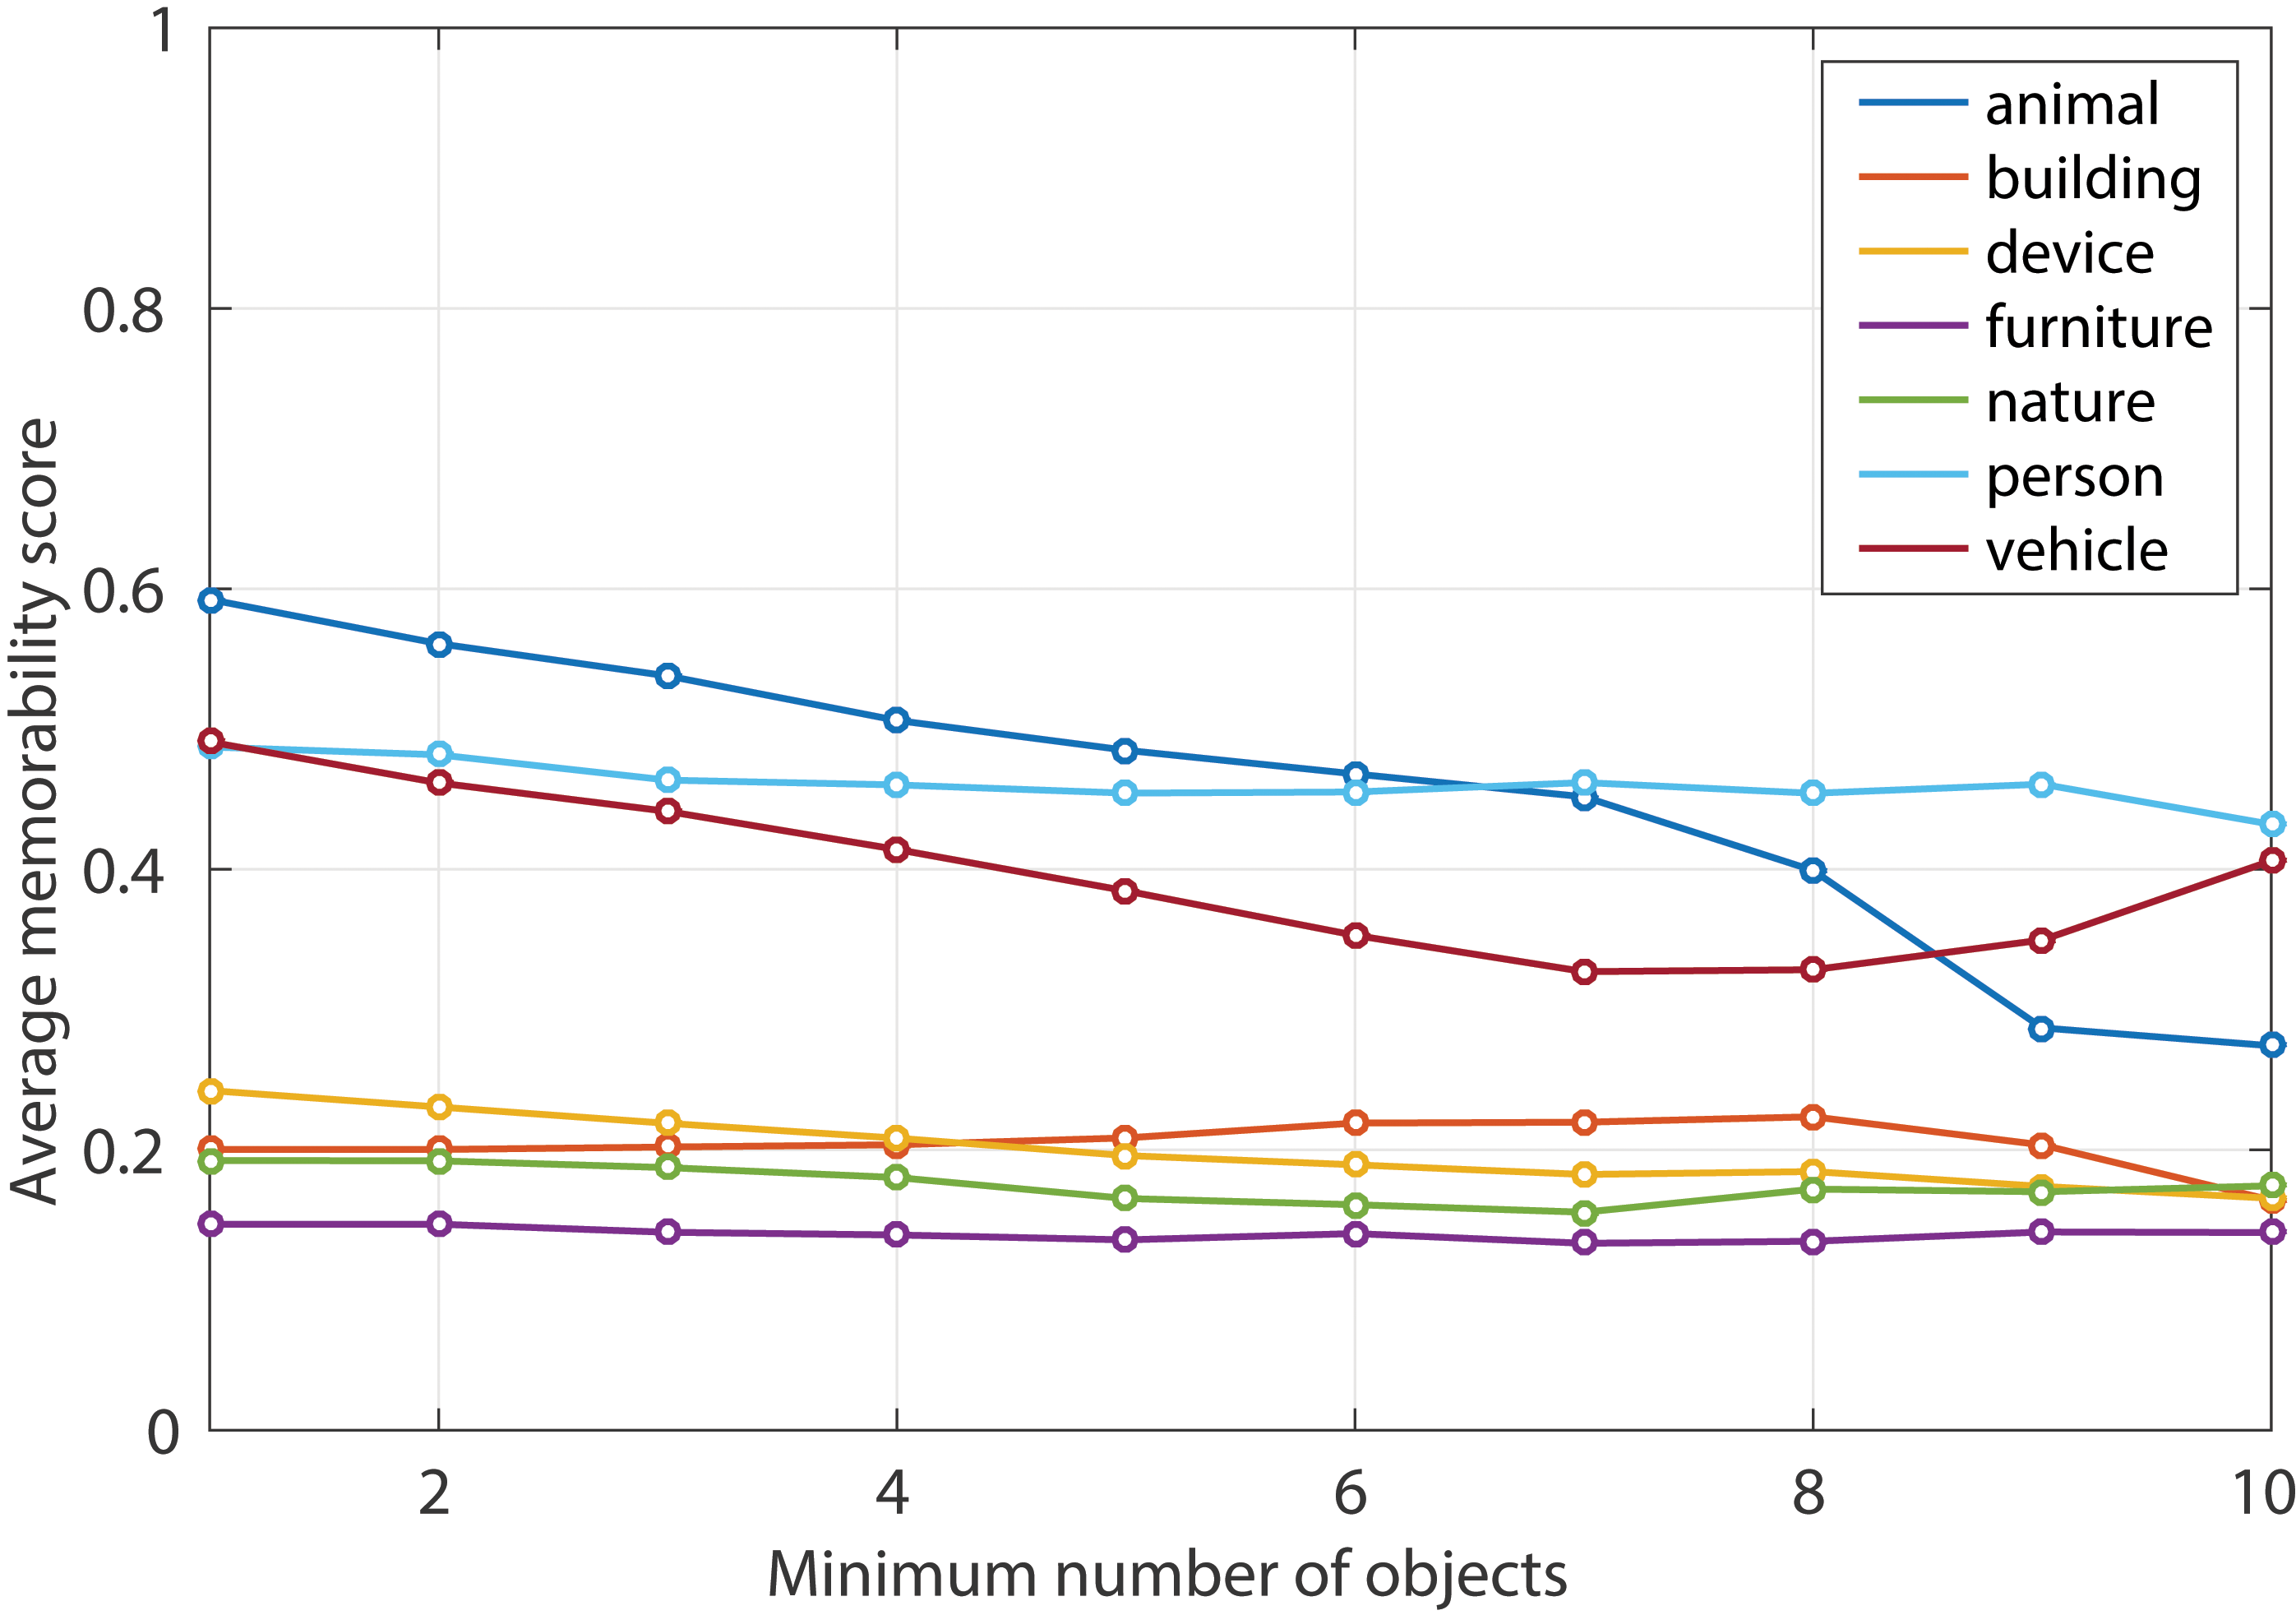 1
0.8
0.6
0.4
0.2
0
Average memorability score
animal
building
device
furniture
nature
person
vehicle
2
4
6
8
10
Minimum number of objects